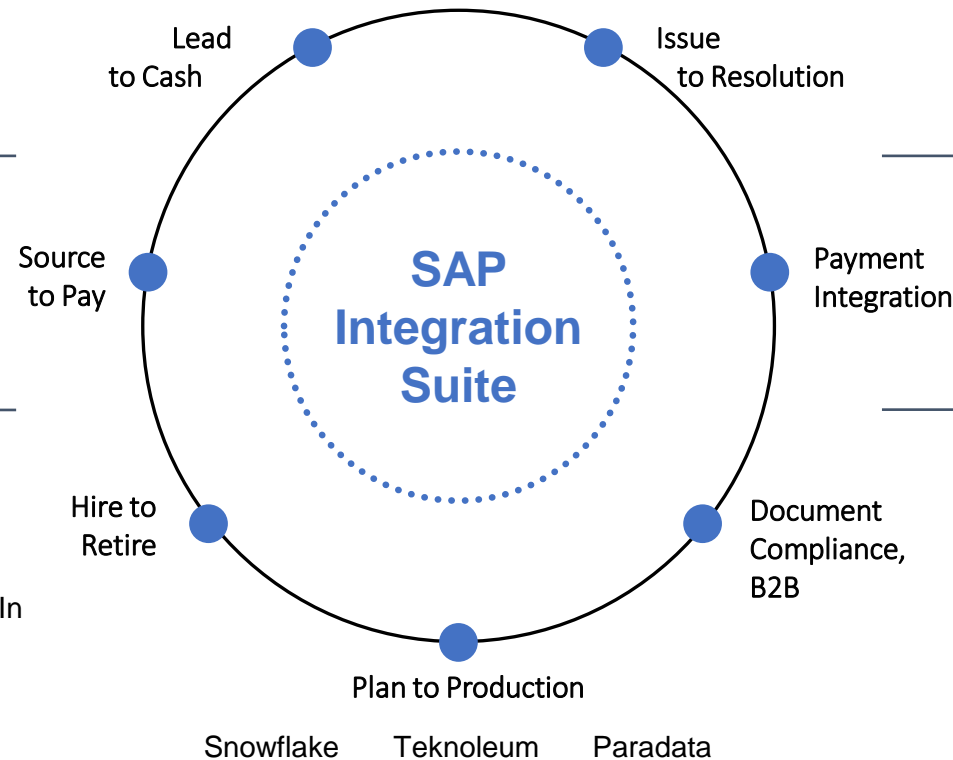 Lead
to Cash
Issue
to Resolution
Source
to Pay
SAP
Integration
Suite
Payment
Integration
Hire to
Retire
Document
Compliance,
B2B
In
Plan to Production
Snowflake Teknoleum Paradata